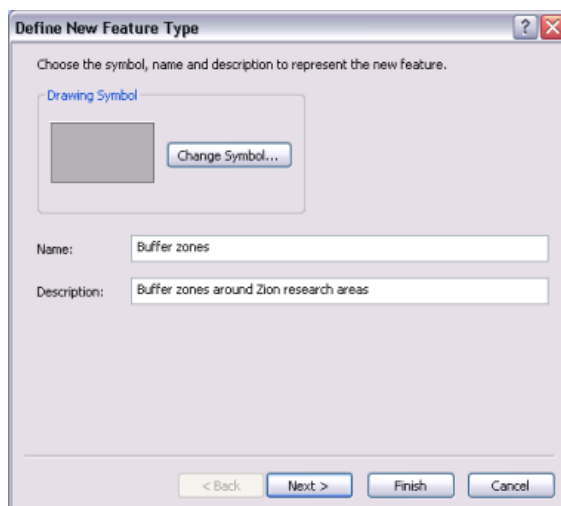 Define New Feature Type
?
Choose the symbol, name and description to represent the new feature.
Drawing Symbol
Change Symbol...
Name: Buffer zones
Description: Buffer zones around Zion research areas
< Back Next > Finish Cancel